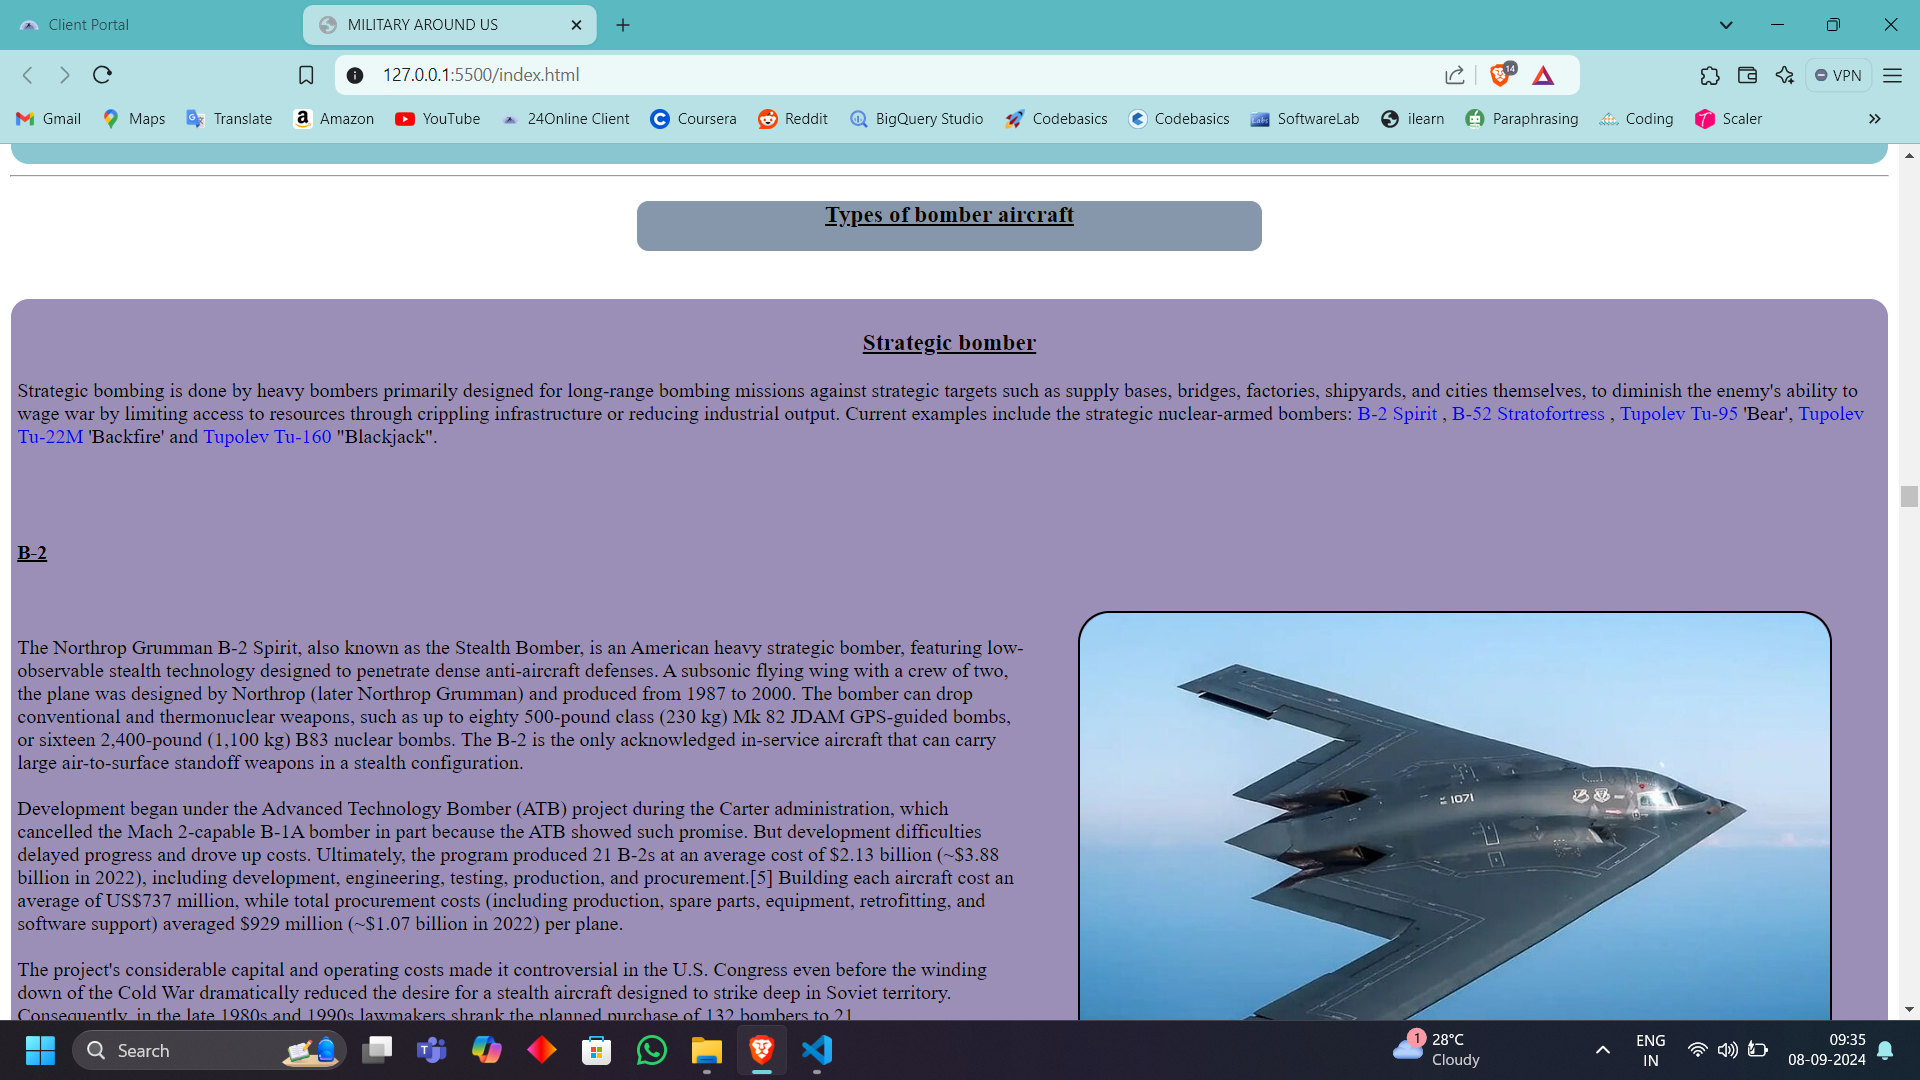 Client Portal
MILITARY AROUND US
127.0.0.1:5500/index.html
14
VPN
Gmail Maps Translate Amazon YouTube 24Online Client Coursera Reddit BigQuery Studio Codebasics Codebasics SoftwareLab ilearn Paraphrasing Coding Scaler
Types of bomber aircraft
Strategic bomber
Strategic bombing is done by heavy bombers primarily designed for long-range bombing missions against strategic targets such as supply bases, bridges, factories, shipyards, and cities themselves, to diminish the enemy's ability to
wage war by limiting access to resources through crippling infrastructure or reducing industrial output. Current examples include the strategic nuclear-armed bombers: B-2 Spirit , B-52 Stratofortress , Tupolev Tu-95 'Bear', Tupolev
Tu-22M 'Backfire' and Tupolev Tu-160 "Blackjack".
B-2
The Northrop Grumman B-2 Spirit, also known as the Stealth Bomber, is an American heavy strategic bomber, featuring low-
observable stealth technology designed to penetrate dense anti-aircraft defenses. A subsonic flying wing with a crew of two,
the plane was designed by Northrop (later Northrop Grumman) and produced from 1987 to 2000. The bomber can drop
conventional and thermonuclear weapons, such as up to eighty 500-pound class (230 kg) Mk 82 JDAM GPS-guided bombs,
or sixteen 2,400-pound (1,100 kg) B83 nuclear bombs. The B-2 is the only acknowledged in-service aircraft that can carry
large air-to-surface standoff weapons in a stealth configuration.
Development began under the Advanced Technology Bomber (ATB) project during the Carter administration, which
cancelled the Mach 2-capable B-1A bomber in part because the ATB showed such promise. But development difficulties
delayed progress and drove up costs. Ultimately, the program produced 21 B-2s at an average cost of $2.13 billion (~$3.88
billion in 2022), including development, engineering, testing, production, and procurement.[5] Building each aircraft cost an
average of US$737 million, while total procurement costs (including production, spare parts, equipment, retrofitting, and
software support) averaged $929 million (~$1.07 billion in 2022) per plane.
The project's considerable capital and operating costs made it controversial in the U.S. Congress even before the winding
down of the Cold War dramatically reduced the desire for a stealth aircraft designed to strike deep in Soviet territory.
Consequently, in the late 1980s and 1990s lawmakers shrank the planned purchase of 132 bombers to 21.
1071
Search
1
28°C
Cloudy
ENG
IN
09:35
08-09-2024